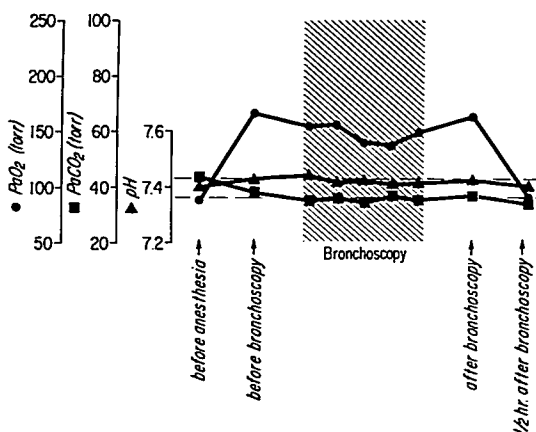 250
200
150
100
50
● PaO₂ (torr)
100
80
60
40
20
■ PaCO₂ (torr)
7.6
7.4
7.2
▲ pH
Bronchoscopy
before anesthesia
before bronchoscopy
after bronchoscopy
1/2 hr. after bronchoscopy